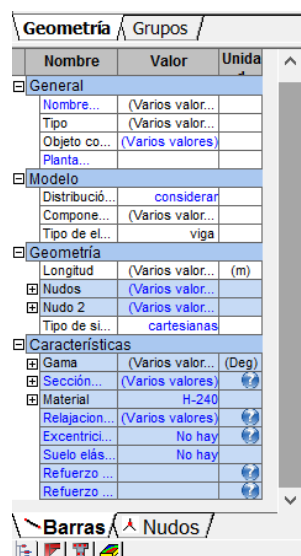 Geometría Grupos
Nombre Valor Unida
General
Nombre... (Varios valor...
Tipo (Varios valor...
Objeto co... (Varios valores)
Planta...
Modelo
Distribució... considerar
Compone... (Varios valor...
Tipo de el... viga
Geometría
Longitud (Varios valor... (m)
Nudos (Varios valor...
Nudo 2 (Varios valor...
Tipo de si... cartesianas
Características
Gama (Varios valor... (Deg)
Sección... (Varios valores)
Material H-240
Relajacion... (Varios valores)
Excentrici... No hay
Suelo elás... No hay
Refuerzo ...
Refuerzo ...
Barras Nudos